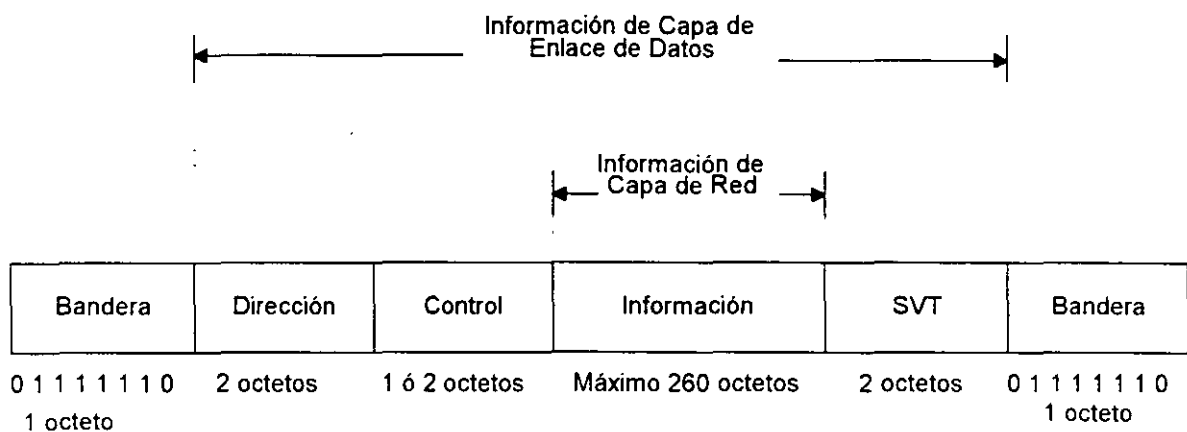 Información de Capa de
Enlace de Datos
Información de
Capa de Red
Bandera Dirección Control Información SVT Bandera
0 1 1 1 1 1 1 0 2 octetos 1 ó 2 octetos Máximo 260 octetos 2 octetos 0 1 1 1 1 1 1 0
1 octeto 1 octeto